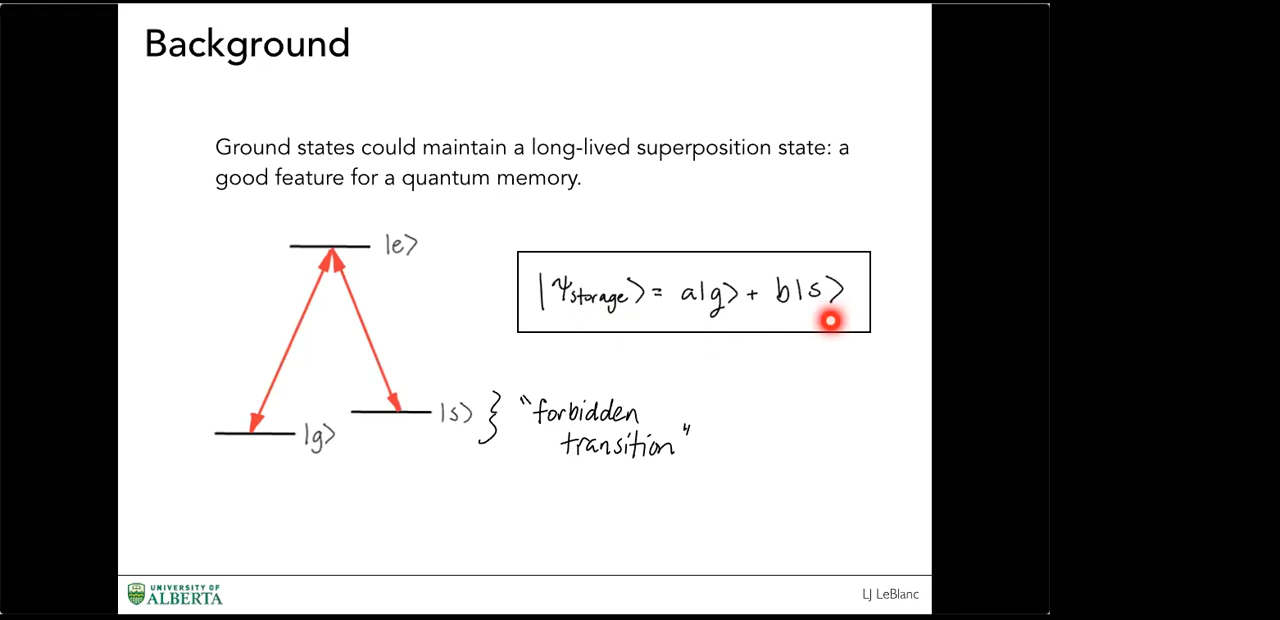 Background
Ground states could maintain a long-lived superposition state: a
good feature for a quantum memory.
|e⟩
|ψstorage⟩ = a|g⟩ + b|s⟩
|s⟩ } "forbidden
transition"
|g⟩
UNIVERSITY OF
ALBERTA
LJ LeBlanc